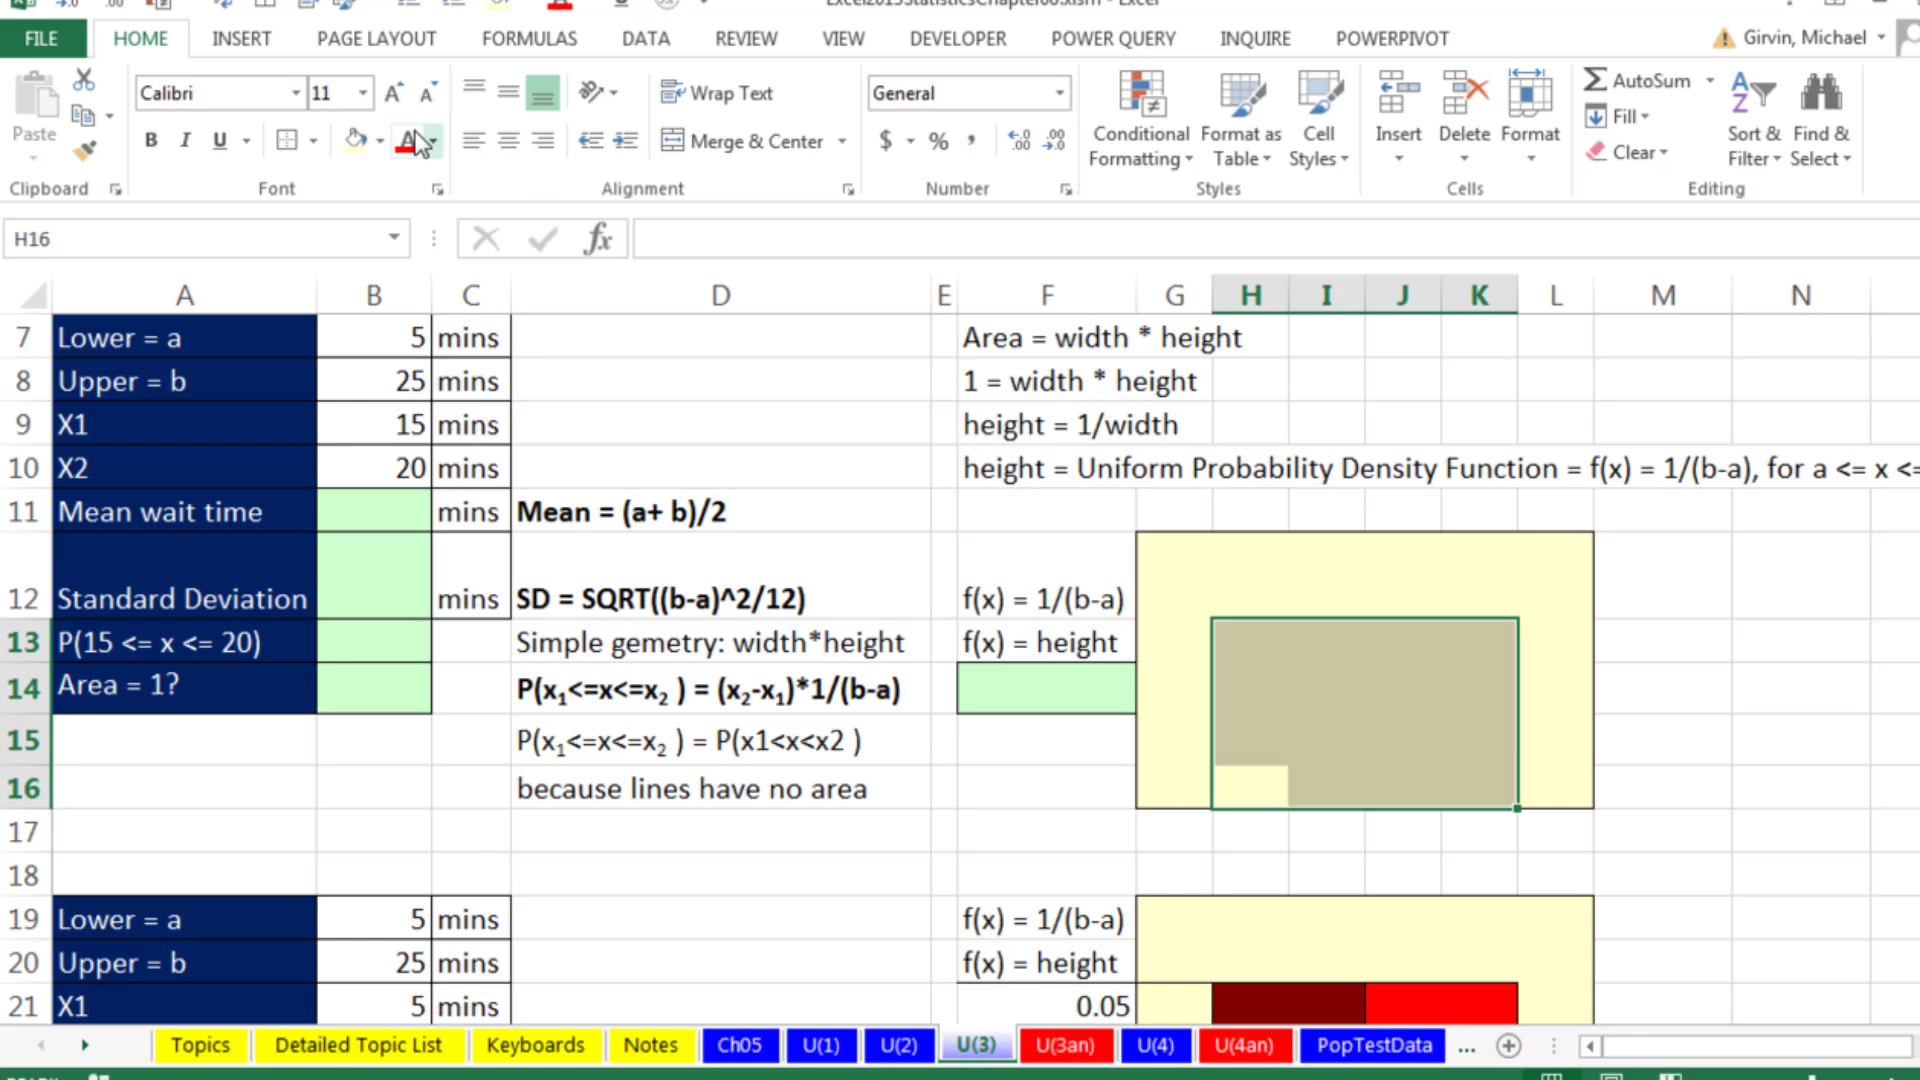 Excel2013StatisticsChapter06.xlsm - Excel
FILE HOME INSERT PAGE LAYOUT FORMULAS DATA REVIEW VIEW DEVELOPER POWER QUERY INQUIRE POWERPIVOT Girvin, Michael
Paste Calibri 11 Wrap Text General Conditional Formatting Format as Table Cell Styles Insert Delete Format AutoSum Fill Clear Sort & Filter Find & Select
B I U A Merge & Center $ % ,
Clipboard Font Alignment Number Styles Cells Editing
H16 fx
A B C D E F G H I J K L M N
7 Lower = a 5 mins Area = width * height
8 Upper = b 25 mins 1 = width * height
9 X1 15 mins height = 1/width
10 X2 20 mins height = Uniform Probability Density Function = f(x) = 1/(b-a), for a <= x <=
11 Mean wait time mins Mean = (a+ b)/2
12 Standard Deviation mins SD = SQRT((b-a)^2/12) f(x) = 1/(b-a)
13 P(15 <= x <= 20) Simple gemetry: width*height f(x) = height
14 Area = 1? P(x₁<=x<=x₂ ) = (x₂-x₁)*1/(b-a)
15 P(x₁<=x<=x₂ ) = P(x1<x<x2 )
16 because lines have no area
17
18
19 Lower = a 5 mins f(x) = 1/(b-a)
20 Upper = b 25 mins f(x) = height
21 X1 5 mins 0.05
Topics Detailed Topic List Keyboards Notes Ch05 U(1) U(2) U(3) U(3an) U(4) U(4an) PopTestData ...